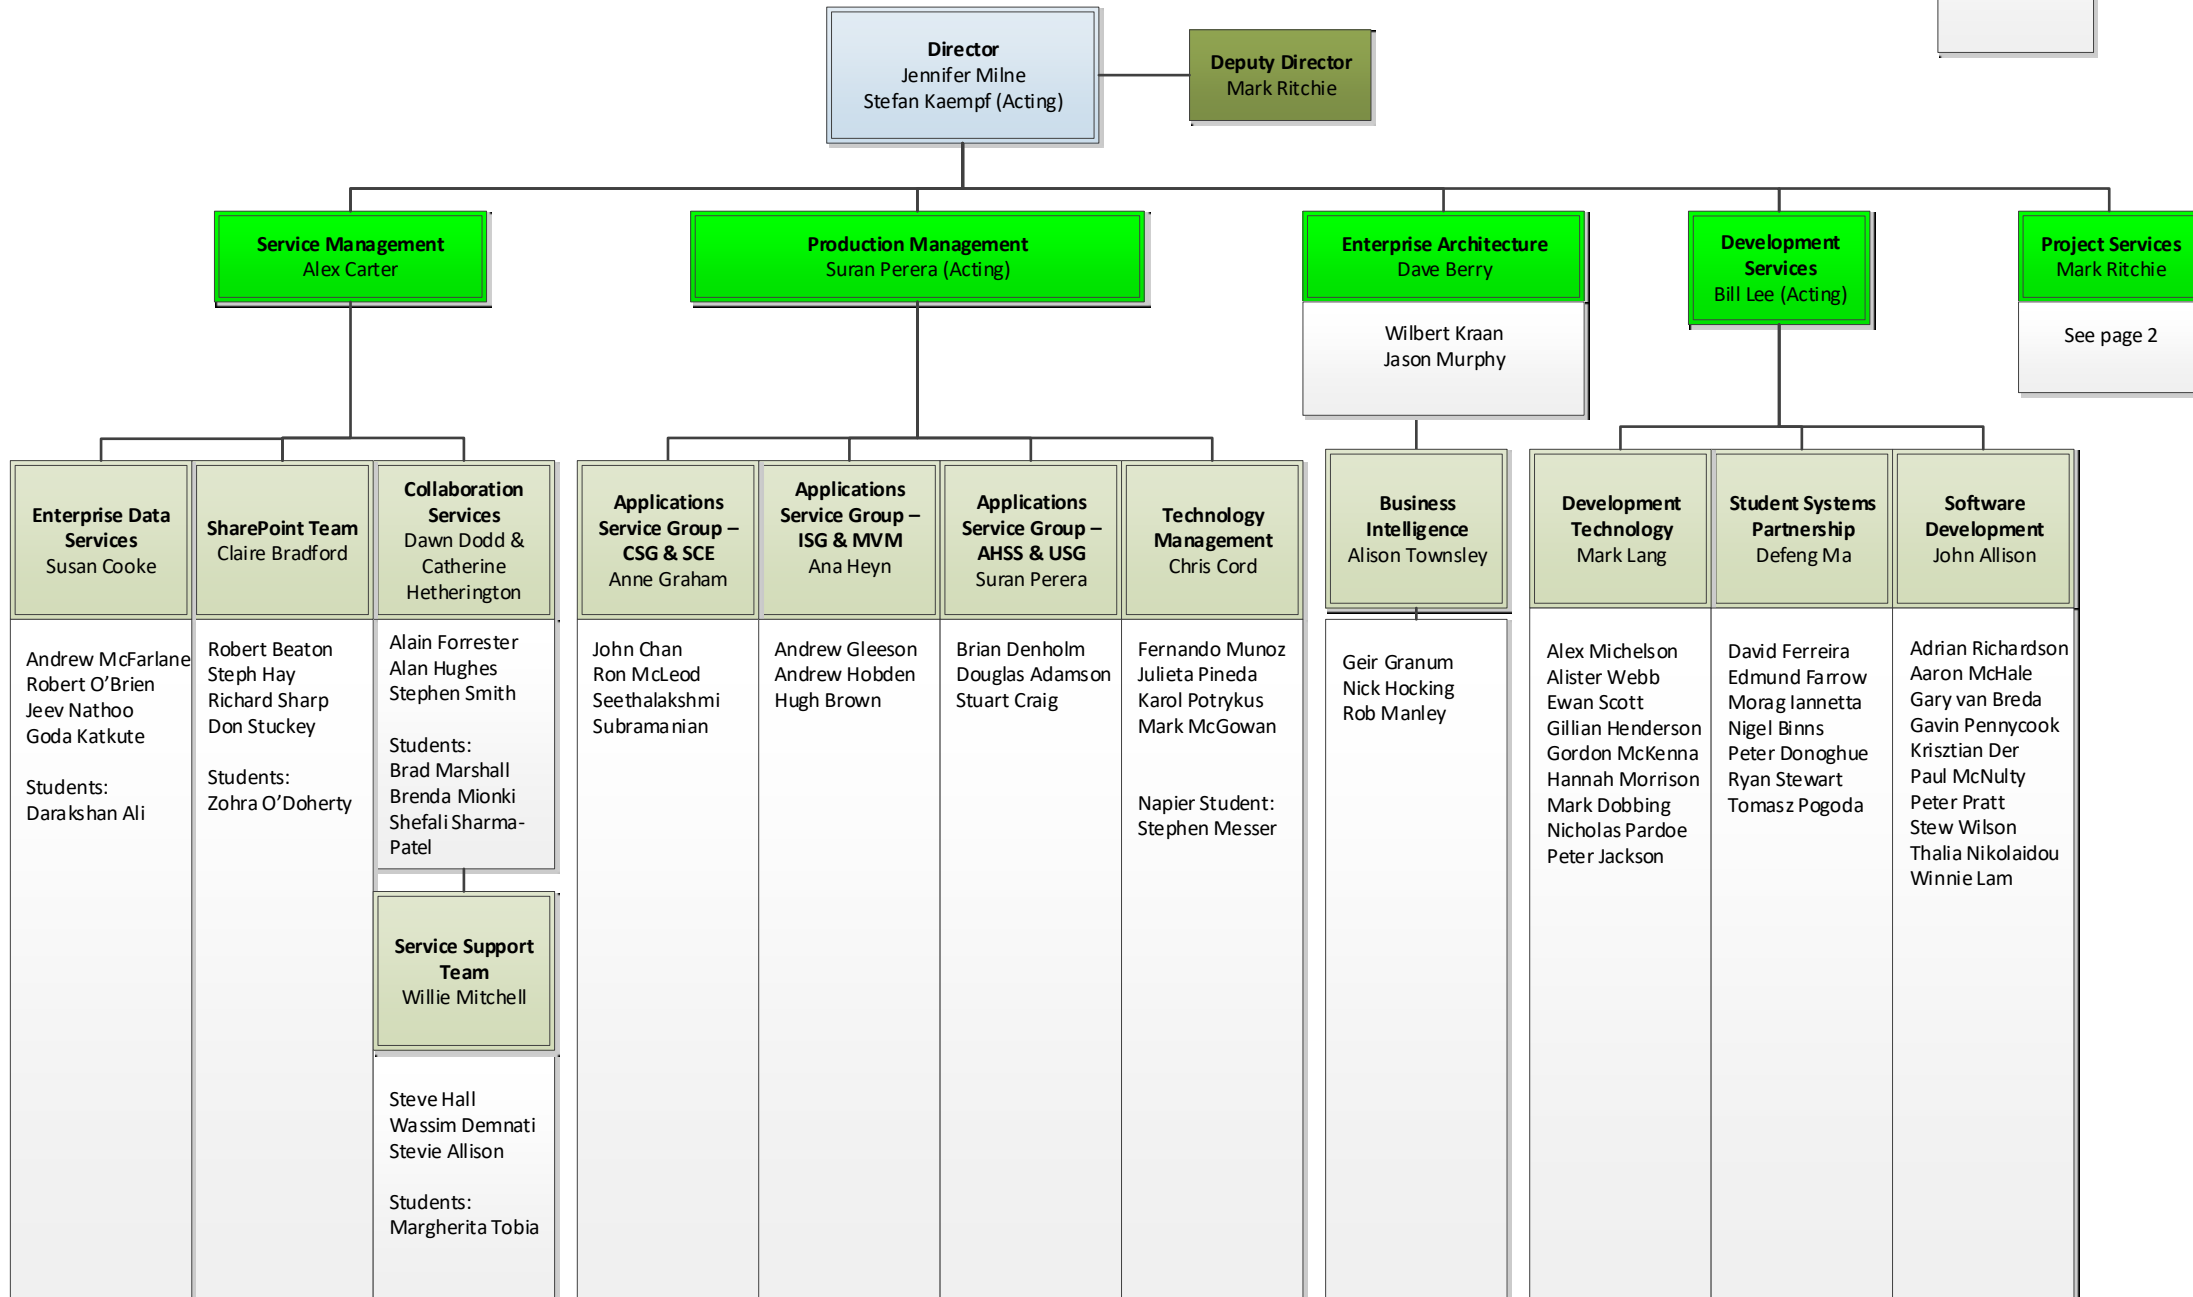 Director
Jennifer Milne
Stefan Kaempf (Acting)
Deputy Director
Mark Ritchie
Service Management
Alex Carter
Production Management
Suran Perera (Acting)
Enterprise Architecture
Dave Berry
Wilbert Kraan
Jason Murphy
Development
Services
Bill Lee (Acting)
Project Services
Mark Ritchie
See page 2
Enterprise Data
Services
Susan Cooke
Andrew McFarlane
Robert O’Brien
Jeev Nathoo
Goda Katkute
Students:
Darakshan Ali
SharePoint Team
Claire Bradford
Robert Beaton
Steph Hay
Richard Sharp
Don Stuckey
Students:
Zohra O’Doherty
Collaboration
Services
Dawn Dodd &
Catherine
Hetherington
Alain Forrester
Alan Hughes
Stephen Smith
Students:
Brad Marshall
Brenda Mionki
Shefali Sharma-
Patel
Service Support
Team
Willie Mitchell
Steve Hall
Wassim Demnati
Stevie Allison
Students:
Margherita Tobia
Applications
Service Group –
CSG & SCE
Anne Graham
John Chan
Ron McLeod
Seethalakshmi
Subramanian
Applications
Service Group –
ISG & MVM
Ana Heyn
Andrew Gleeson
Andrew Hobden
Hugh Brown
Applications
Service Group –
AHSS & USG
Suran Perera
Brian Denholm
Douglas Adamson
Stuart Craig
Technology
Management
Chris Cord
Fernando Munoz
Julieta Pineda
Karol Potrykus
Mark McGowan
Napier Student:
Stephen Messer
Business
Intelligence
Alison Townsley
Geir Granum
Nick Hocking
Rob Manley
Development
Technology
Mark Lang
Alex Michelson
Alister Webb
Ewan Scott
Gillian Henderson
Gordon McKenna
Hannah Morrison
Mark Dobbing
Nicholas Pardoe
Peter Jackson
Student Systems
Partnership
Defeng Ma
David Ferreira
Edmund Farrow
Morag Iannetta
Nigel Binns
Peter Donoghue
Ryan Stewart
Tomasz Pogoda
Software
Development
John Allison
Adrian Richardson
Aaron McHale
Gary van Breda
Gavin Pennycook
Krisztian Der
Paul McNulty
Peter Pratt
Stew Wilson
Thalia Nikolaidou
Winnie Lam